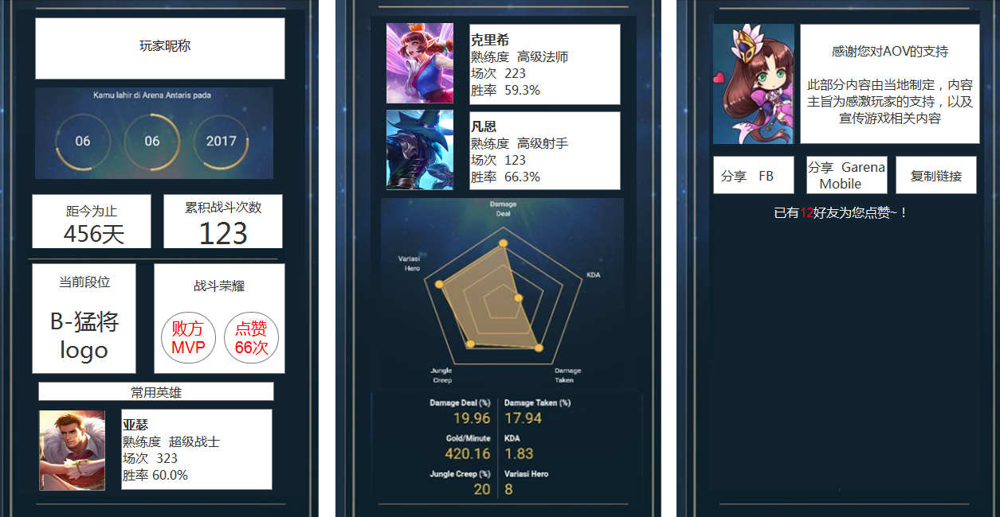 玩家昵称
Kamu lahir di Arena Antaris pada
06
06
2017
距今为止
456天
累积战斗次数
123
当前段位
B-猛将
logo
战斗荣耀
败方
MVP
点赞
66次
常用英雄
亚瑟
熟练度 超级战士
场次 323
胜率 60.0%
克里希
熟练度 高级法师
场次 223
胜率 59.3%
凡恩
熟练度 高级射手
场次 123
胜率 66.3%
Damage
Deal
Variasi
Hero
KDA
Jungle
Creep
Damage
Taken
Damage Deal (%)
19.96
Damage Taken (%)
17.94
Gold/Minute
420.16
KDA
1.83
Jungle Creep (%)
20
Variasi Hero
8
感谢您对AOV的支持
此部分内容由当地制定，内容
主旨为感激玩家的支持，以及
宣传游戏相关内容
分享 FB
分享 Garena
Mobile
复制链接
已有12好友为您点赞~！